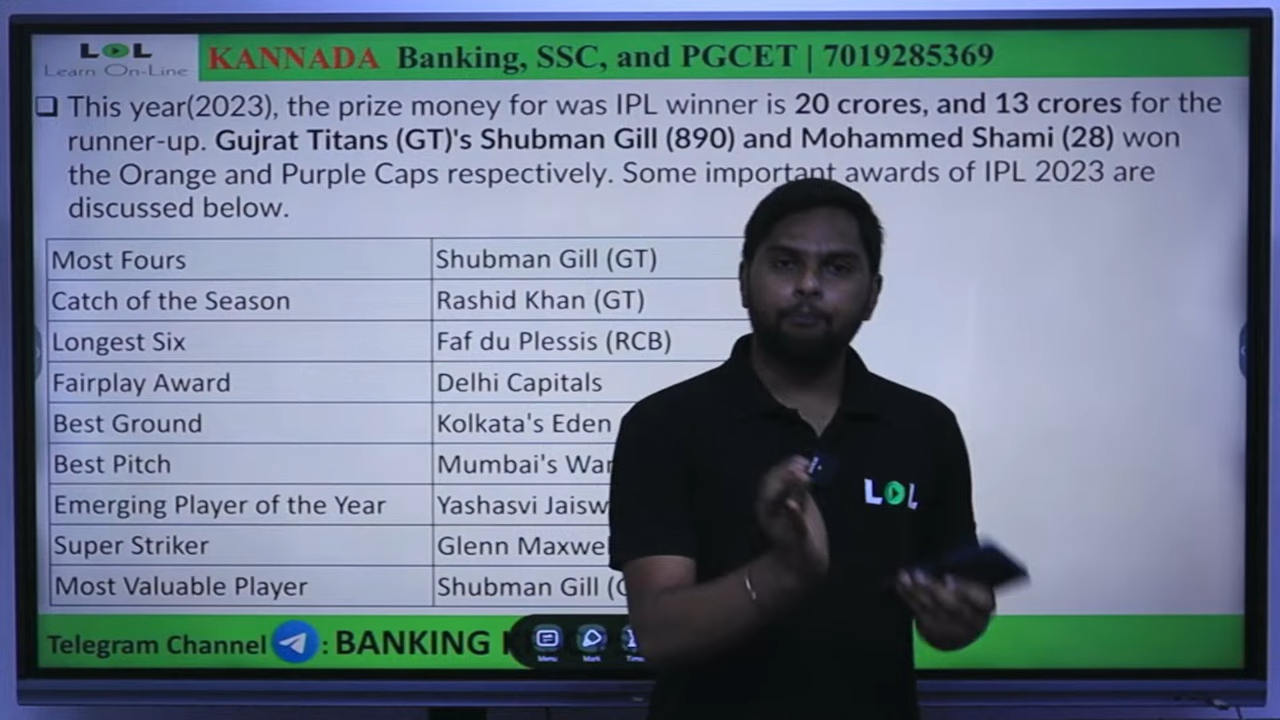 LOL
Learn On-Line
KANNADA Banking, SSC, and PGCET | 7019285369
This year(2023), the prize money for was IPL winner is 20 crores, and 13 crores for the
runner-up. Gujrat Titans (GT)'s Shubman Gill (890) and Mohammed Shami (28) won
the Orange and Purple Caps respectively. Some important awards of IPL 2023 are
discussed below.
Most Fours Shubman Gill (GT)
Catch of the Season Rashid Khan (GT)
Longest Six Faf du Plessis (RCB)
Fairplay Award Delhi Capitals
Best Ground Kolkata's Eden
Best Pitch Mumbai's
Emerging Player of the Year Yashasvi
Super Striker Glenn
Most Valuable Player Shubman Gill
LOL
Telegram Channel : BANKING
Menu Mark